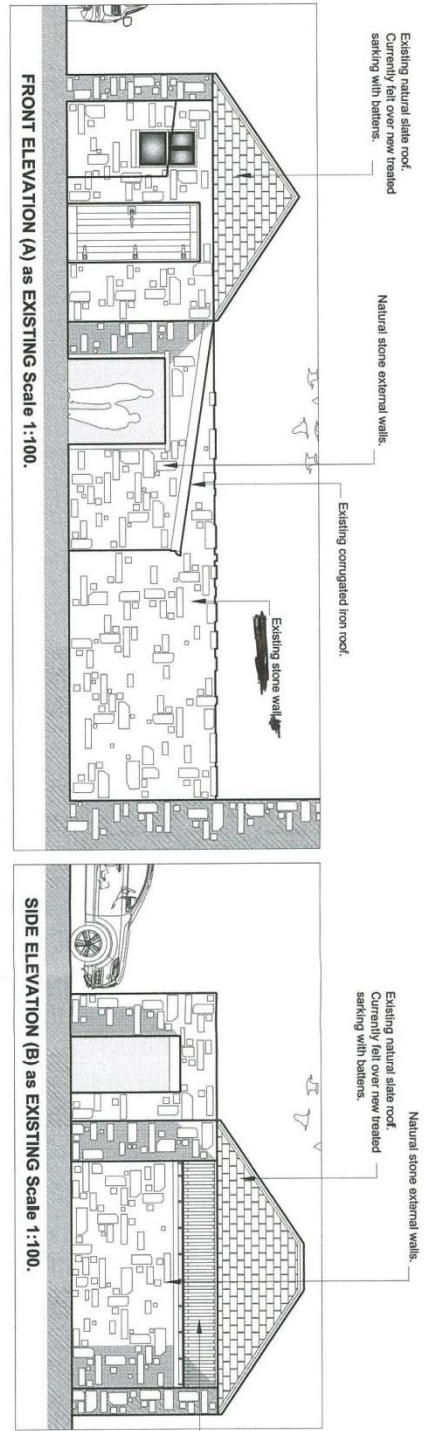 Existing natural slate roof.
Currently felt over new treated
sarking with battens.
Natural stone external walls.
Existing corrugated iron roof.
Existing stone wall
FRONT ELEVATION (A) as EXISTING Scale 1:100.
Existing natural slate roof.
Currently felt over new treated
sarking with battens.
Natural stone external walls.
SIDE ELEVATION (B) as EXISTING Scale 1:100.